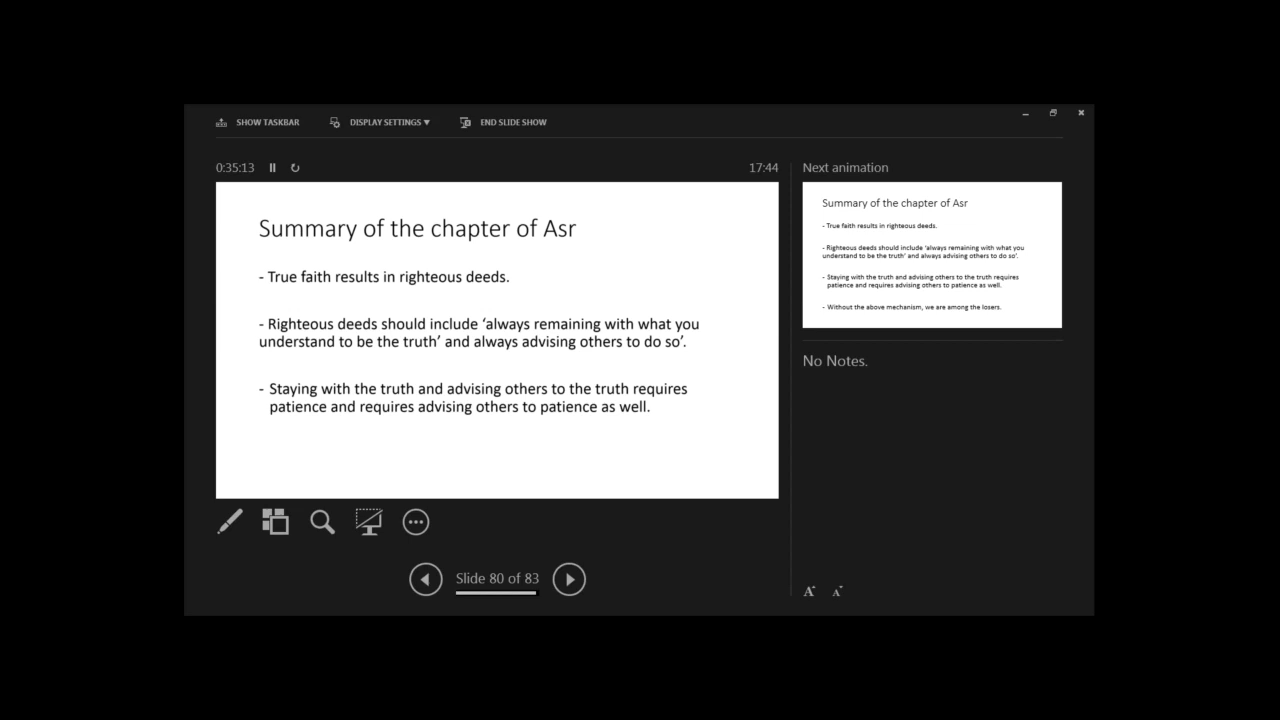 SHOW TASKBAR
DISPLAY SETTINGS ▼
END SLIDE SHOW
0:35:13
17:44
Summary of the chapter of Asr
- True faith results in righteous deeds.
- Righteous deeds should include ‘always remaining with what you
understand to be the truth’ and always advising others to do so’.
- Staying with the truth and advising others to the truth requires
patience and requires advising others to patience as well.
Slide 80 of 83
Next animation
Summary of the chapter of Asr
- True faith results in righteous deeds.
- Righteous deeds should include ‘always remaining with what you
understand to be the truth’ and always advising others to do so’.
- Staying with the truth and advising others to the truth requires
patience and requires advising others to patience as well.
- Without the above mechanism, we are among the losers.
No Notes.
A A